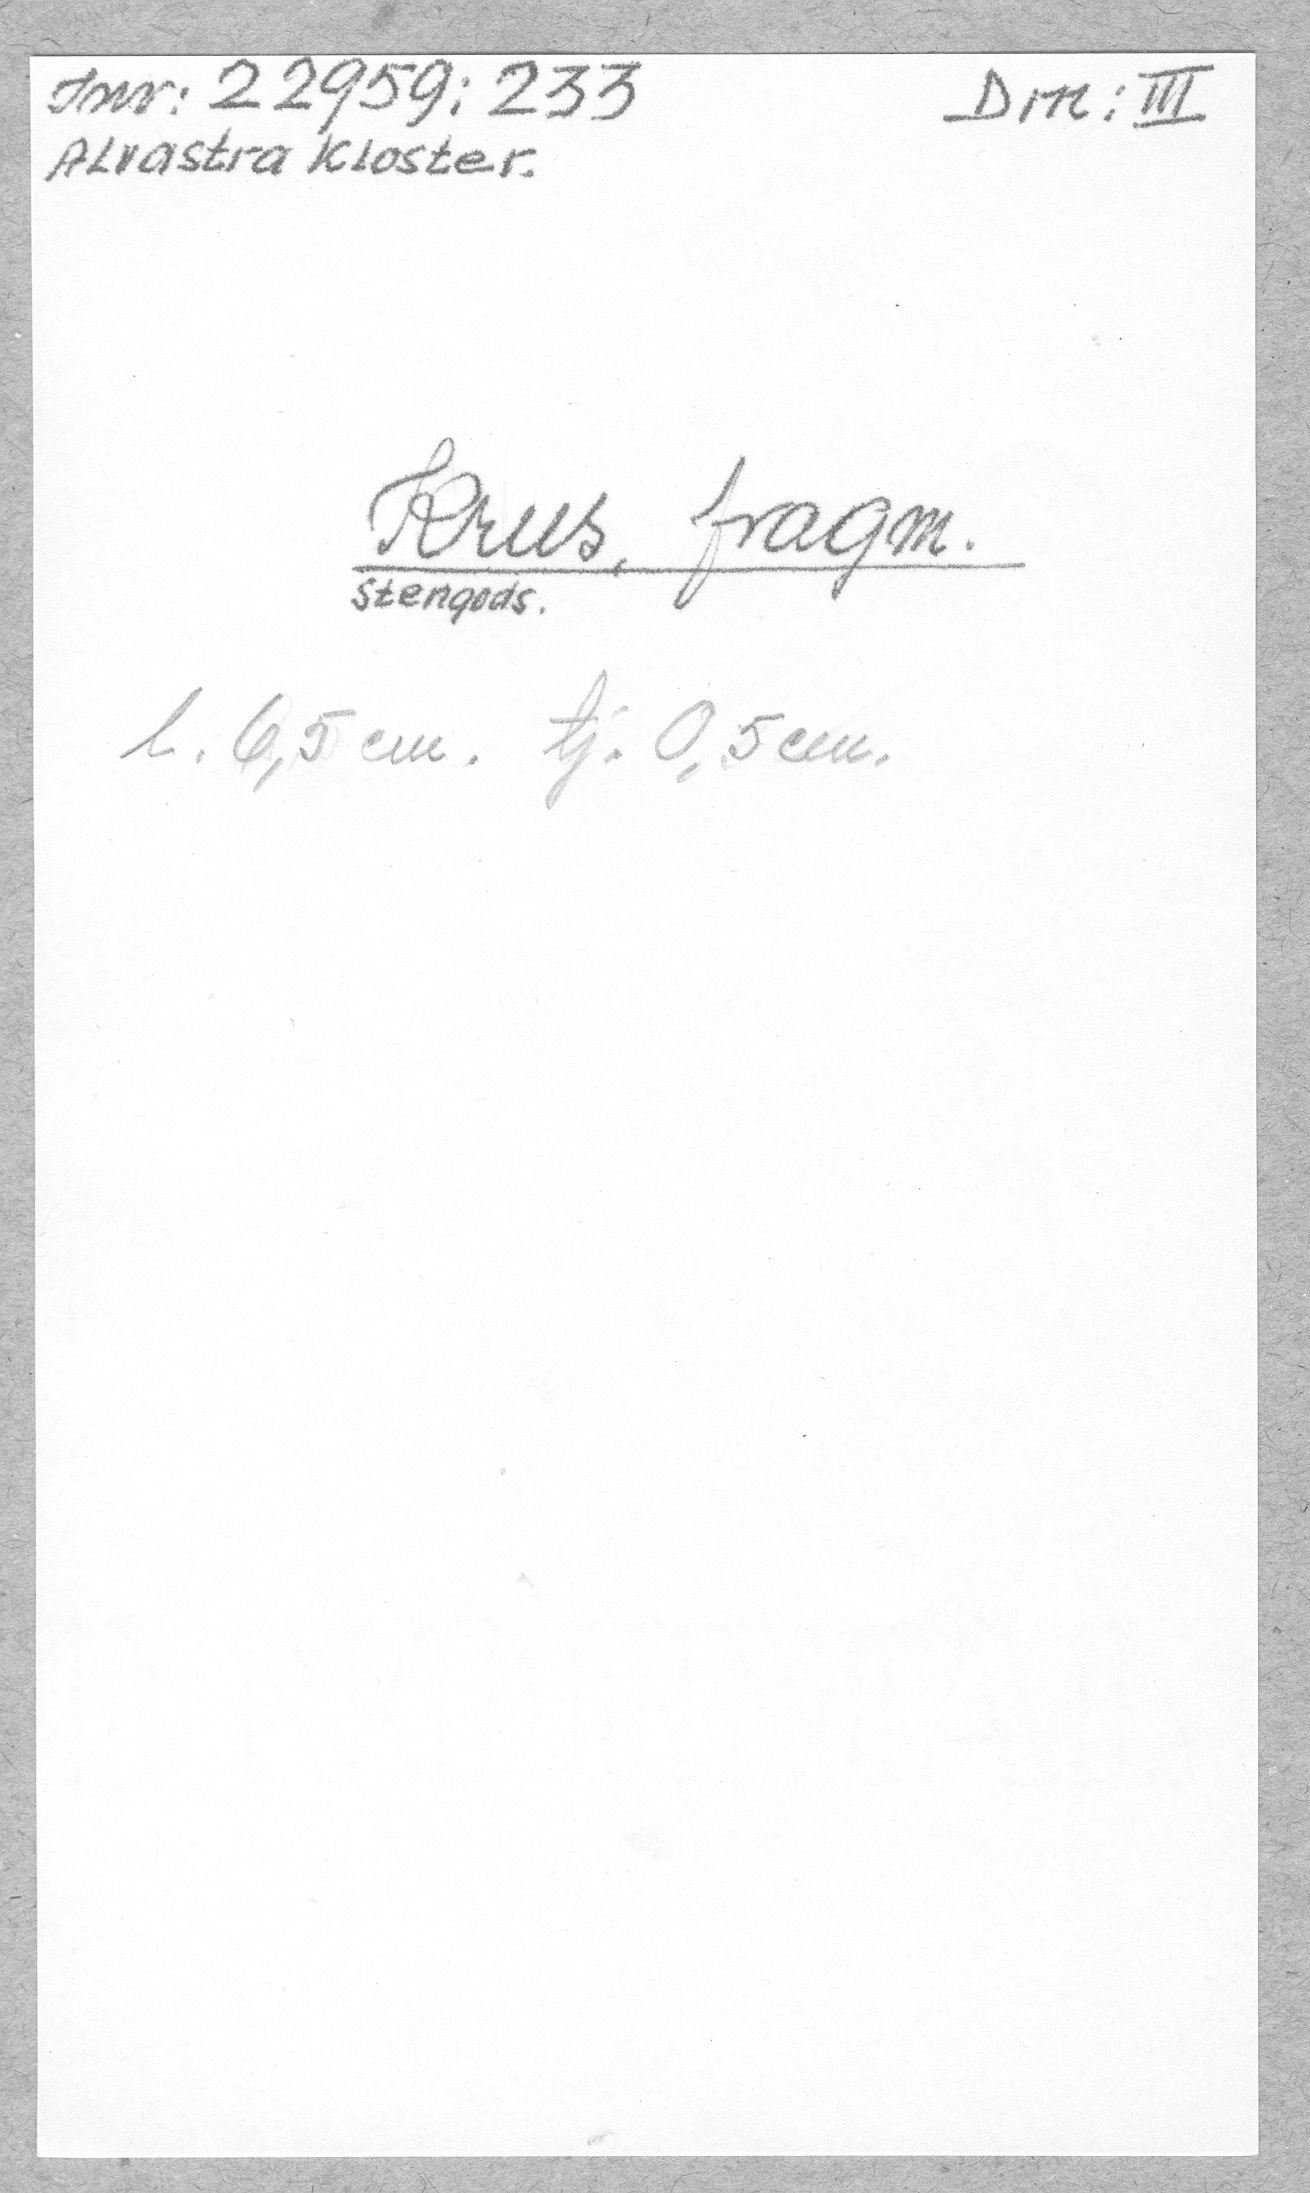 Inv: 22959:233 Dm: III
Alvastra Kloster.
Krus, fragm.
Stengods.
L. 6,5 cm. tj. 0,5 cm.